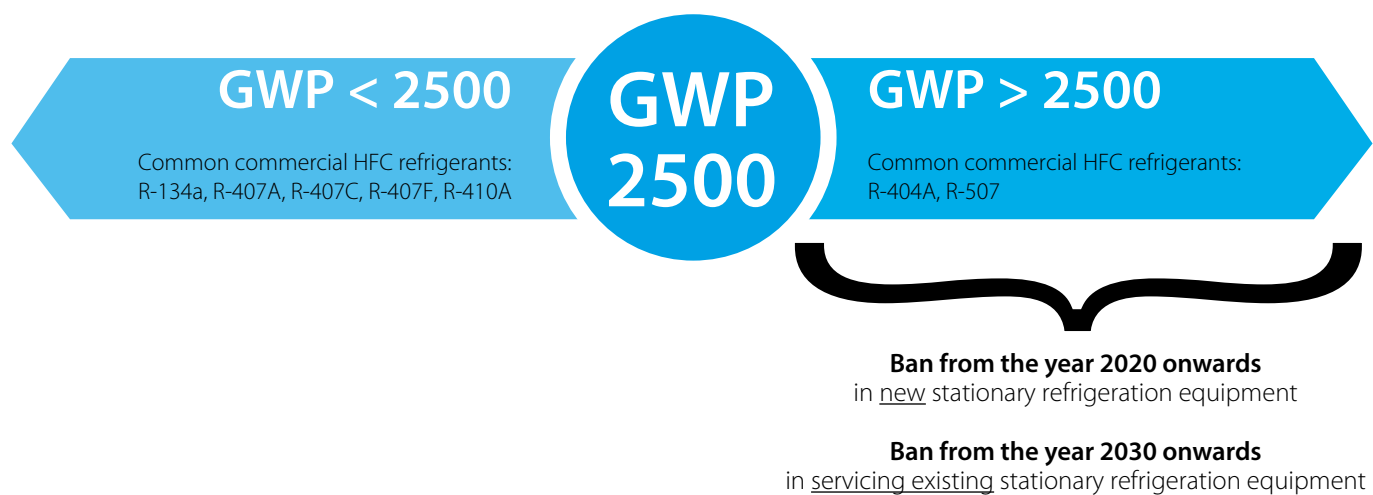 GWP < 2500
Common commercial HFC refrigerants:
R-134a, R-407A, R-407C, R-407F, R-410A
GWP
2500
GWP > 2500
Common commercial HFC refrigerants:
R-404A, R-507
Ban from the year 2020 onwards
in new stationary refrigeration equipment
Ban from the year 2030 onwards
in servicing existing stationary refrigeration equipment